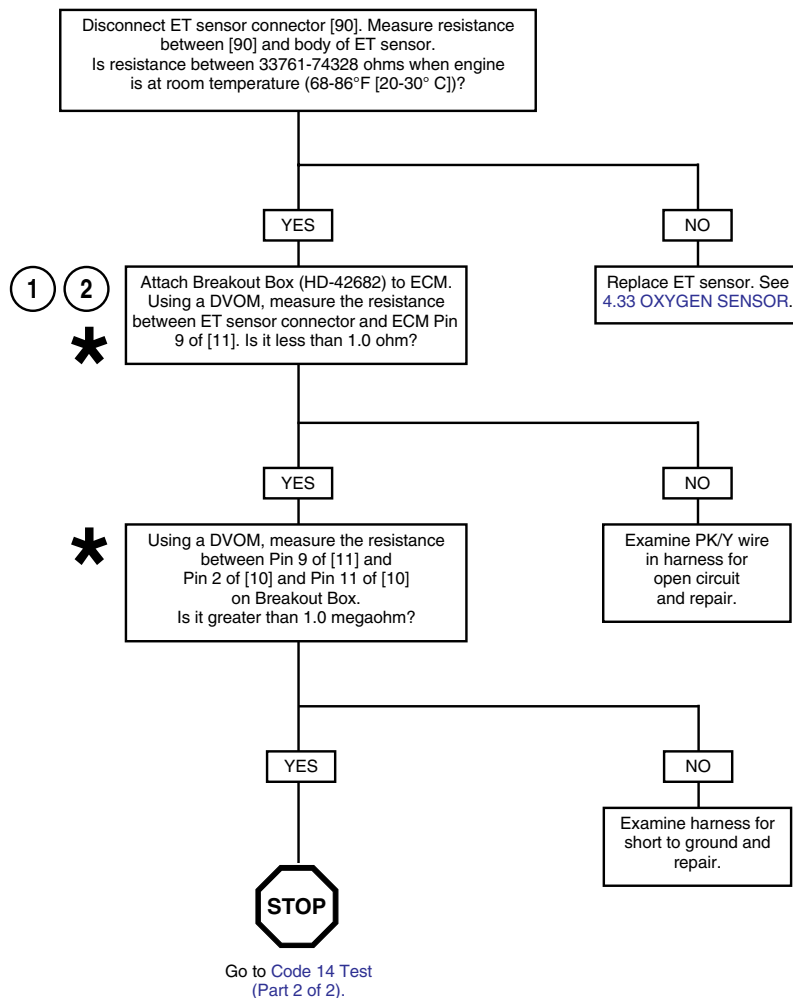 Disconnect ET sensor connector [90]. Measure resistance
between [90] and body of ET sensor.
Is resistance between 33761-74328 ohms when engine
is at room temperature (68-86°F [20-30° C])?
YES
NO
1 2
Attach Breakout Box (HD-42682) to ECM.
Using a DVOM, measure the resistance
between ET sensor connector and ECM Pin
9 of [11]. Is it less than 1.0 ohm?
*
Replace ET sensor. See
4.33 OXYGEN SENSOR.
YES
NO
*
Using a DVOM, measure the resistance
between Pin 9 of [11] and
Pin 2 of [10] and Pin 11 of [10]
on Breakout Box.
Is it greater than 1.0 megaohm?
Examine PK/Y wire
in harness for
open circuit
and repair.
YES
NO
Examine harness for
short to ground and
repair.
STOP
Go to Code 14 Test
(Part 2 of 2).